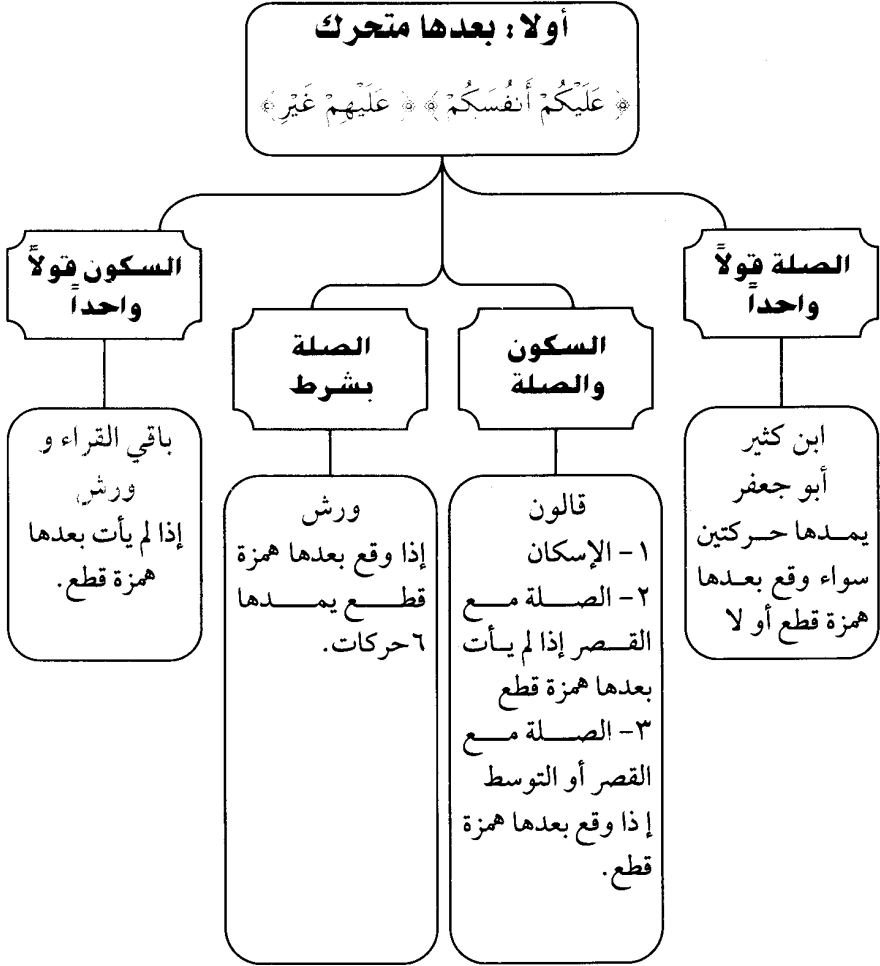 أولا: بعدها متحرك
﴿ عَلَيْكُمْ أَنفُسَكُمْ ﴾ ﴿ عَلَيْهِمْ غَيْرِ ﴾
الصلة قولاً
واحداً
ابن كثير
أبو جعفر
يمـدها حـركتين
سواء وقع بعـدها
همزة قطع أو لا
السكون
والصلة
قالون
١- الإسكان
٢- الصلة مع
القصر إذا لم يأت
بعدها همزة قطع
٣- الصلة مع
القصر أو التوسط
إذا وقع بعدها همزة
قطع.
الصلة
بشرط
ورش
إذا وقع بعدها همزة
قطع يمدها
٦ حركات.
السكون قولاً
واحداً
باقي القراء و
ورش
إذا لم يأت بعدها
همزة قطع.